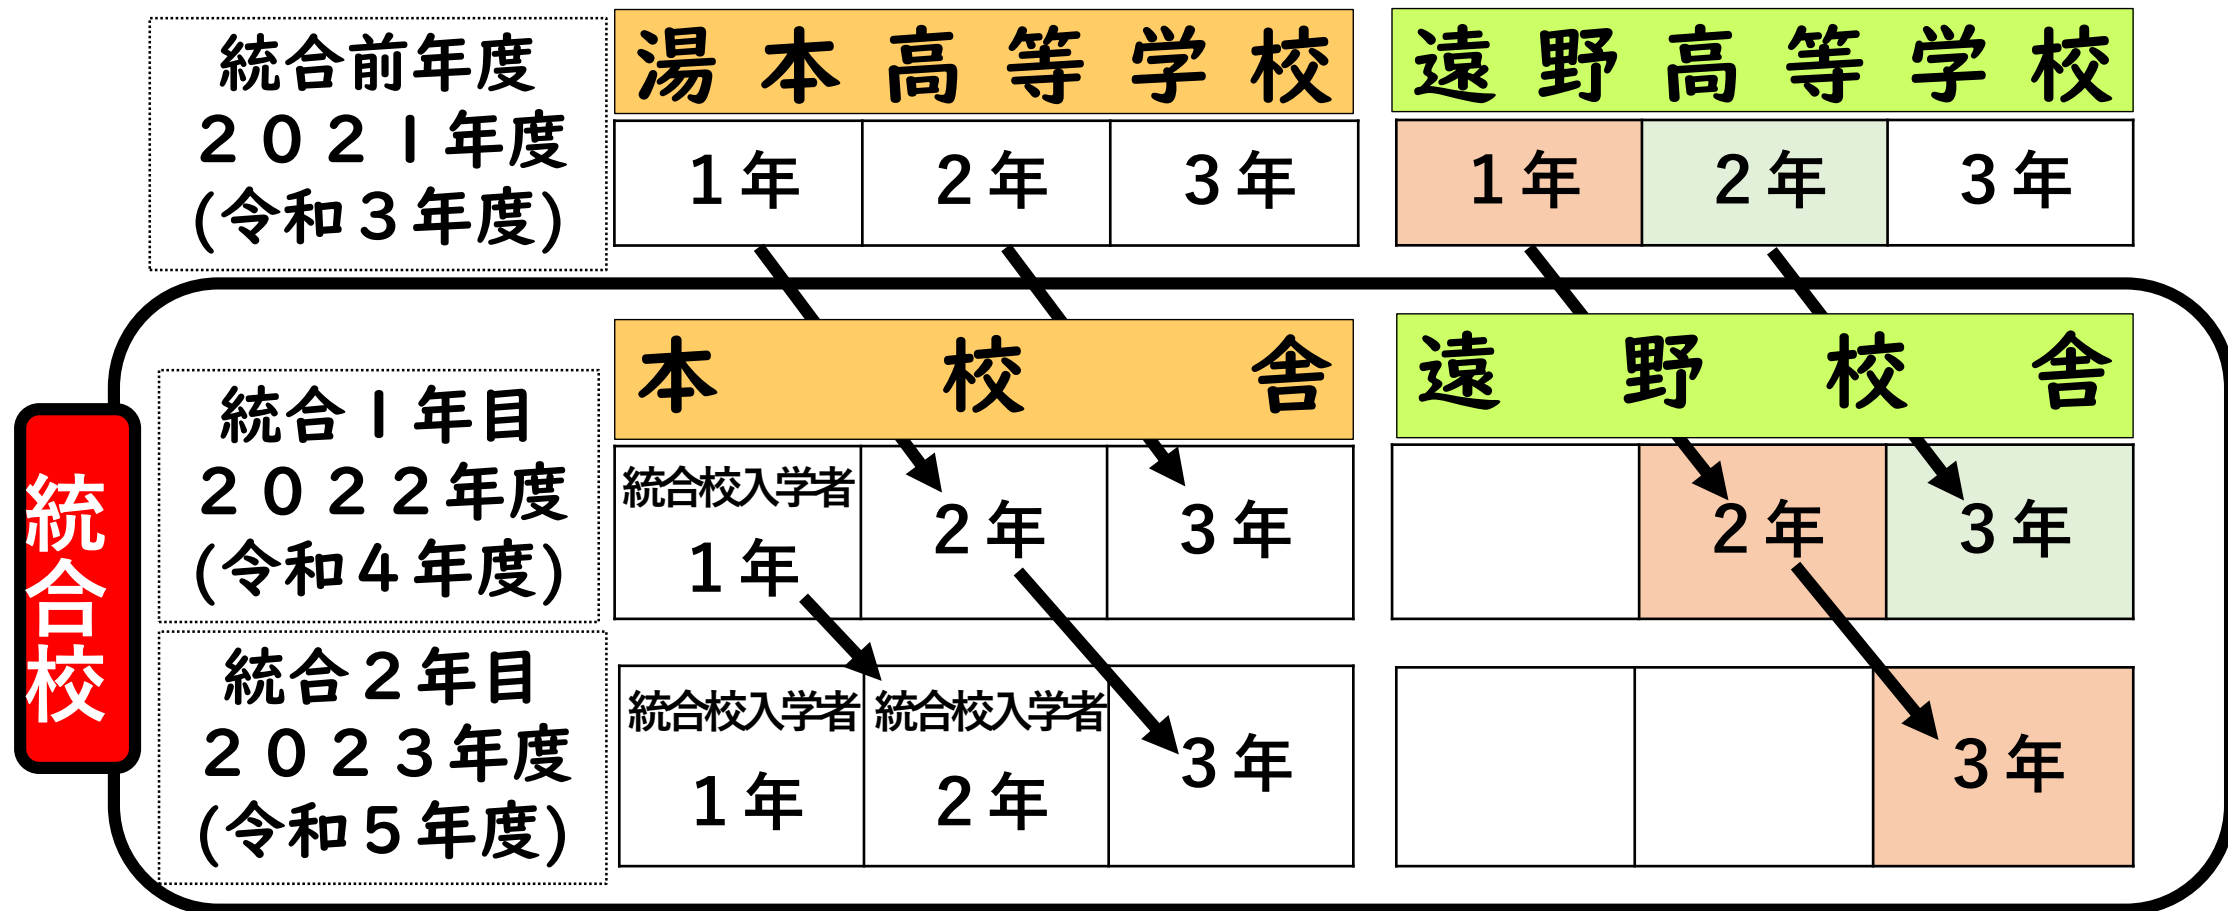 統合前年度
２０２１年度
(令和３年度)
湯本高等学校
遠野高等学校
1年
2年
3年
1年
2年
3年
統合校
統合１年目
２０２２年度
(令和４年度)
本校舎
遠野校舎
統合校入学者
1年
2年
3年
2年
3年
統合２年目
２０２３年度
(令和５年度)
統合校入学者
1年
統合校入学者
2年
3年
3年